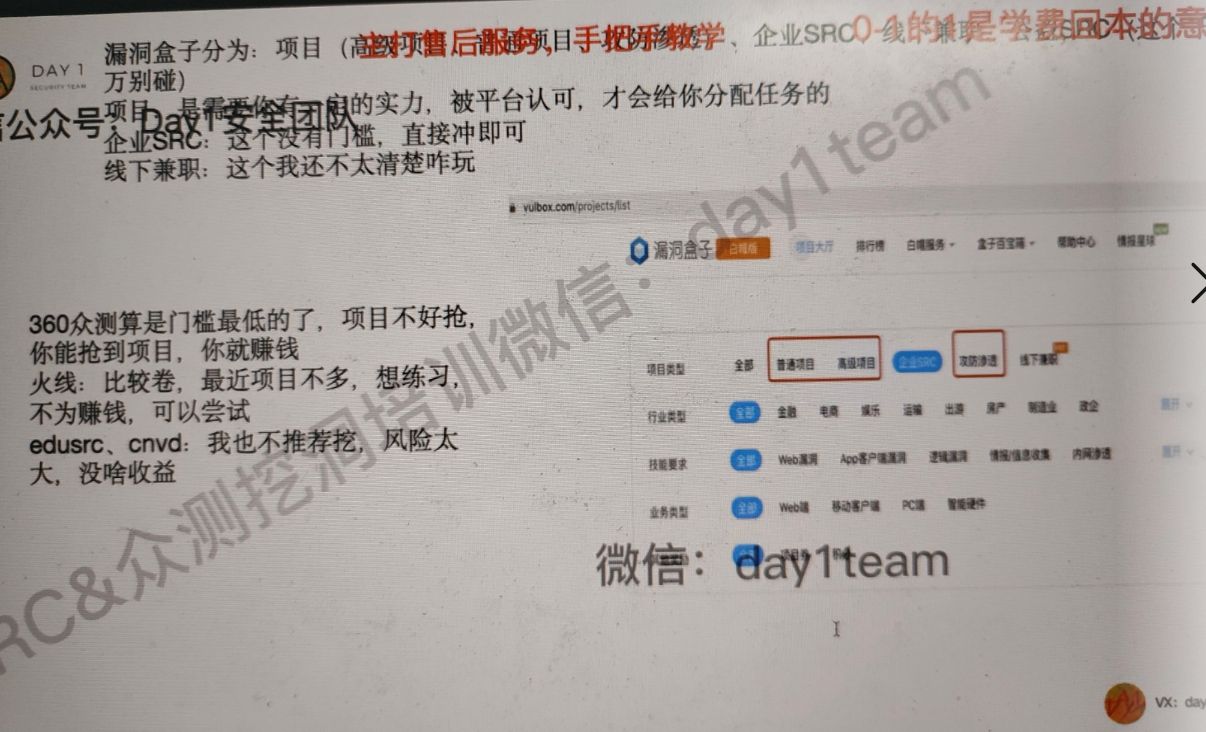 漏洞盒子分为：项目（高级项目、普通项目、攻防渗透）、企业SRC、线下兼职、公益SRC（这个
主打售后服务，手把手教学
0-1的1是学费回本的意
万别碰）
DAY 1
SECURITY TEAM
项目：是需要你有一定的实力，被平台认可，才会给你分配任务的
公众号：Day1安全团队
企业SRC：这个没有门槛，直接冲即可
线下兼职：这个我还不太清楚咋玩
vulbox.com/projects/list
漏洞盒子 白帽版 项目大厅 排行榜 白帽服务 盒子百宝箱 帮助中心 情报星球
360众测算是门槛最低的了，项目不好抢，
你能抢到项目，你就赚钱
火线：比较卷，最近项目不多，想练习，
不为赚钱，可以尝试
edusrc、cnvd：我也不推荐挖，风险太
大，没啥收益
项目类型 全部 普通项目 高级项目 企业SRC 攻防渗透 线下兼职
行业类型 全部 金融 电商 娱乐 运输 出游 房产 制造业 政企 展开
技能要求 全部 Web漏洞 App客户端漏洞 逻辑漏洞 情报/信息收集 内网渗透 展开
业务类型 全部 Web端 移动客户端 PC端 智能硬件
全部
微信：day1team
RC&众测挖洞培训微信：day1team
VX：day